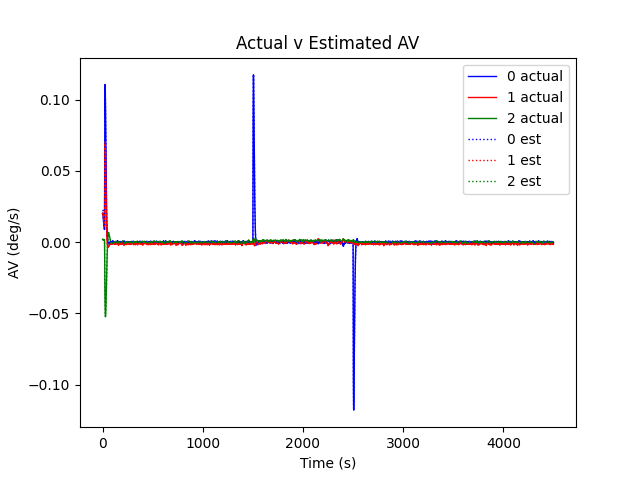 Actual v Estimated AV
0 actual
1 actual
2 actual
0 est
1 est
2 est
0.10
0.05
0.00
−0.05
−0.10
AV (deg/s)
0
1000
2000
3000
4000
Time (s)